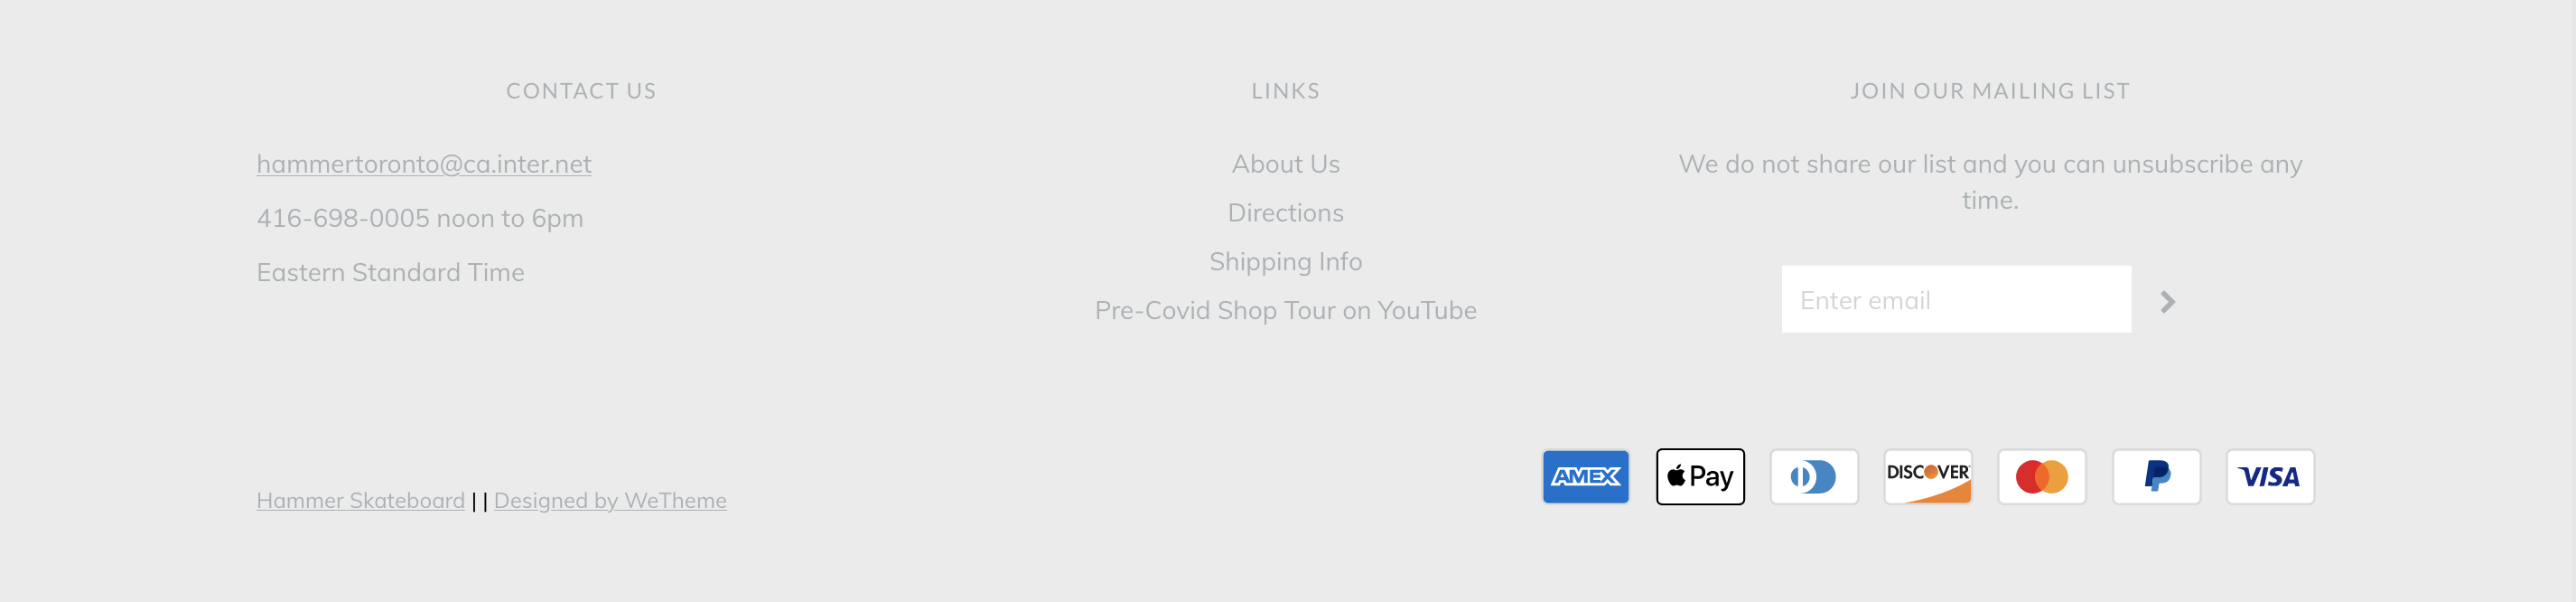 CONTACT US
hammertoronto@ca.inter.net
416-698-0005 noon to 6pm
Eastern Standard Time
LINKS
About Us
Directions
Shipping Info
Pre-Covid Shop Tour on YouTube
JOIN OUR MAILING LIST
We do not share our list and you can unsubscribe any
time.
Enter email
Hammer Skateboard || Designed by WeTheme
AMEX Pay DISCOVER VISA